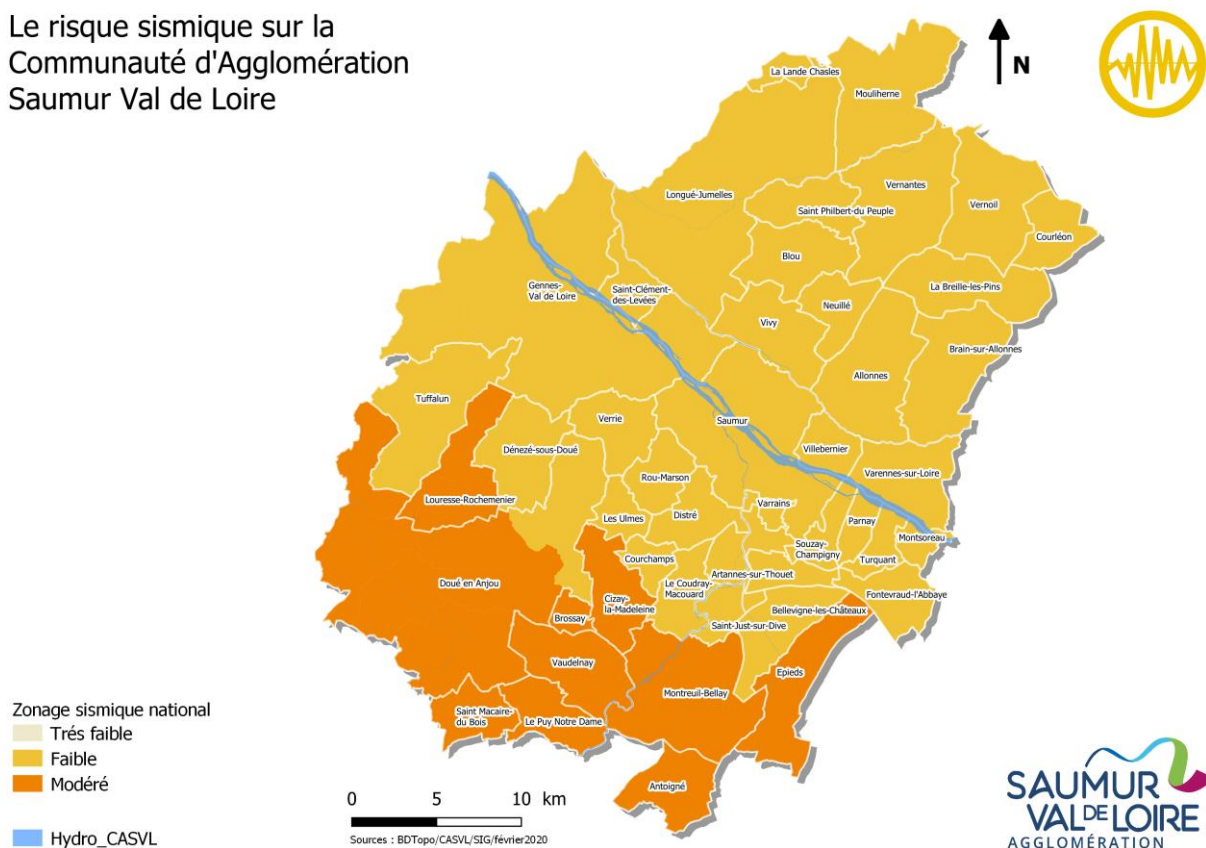 Le risque sismique sur la
Communauté d'Agglomération
Saumur Val de Loire
N
La Lande Chasles
Mouliherne
Longué-Jumelles
Vernantes
Saint Philbert-du Peuple
Vernoil
Courléon
Blou
Gennes-
Val de Loire
Saint-Clément
des-Levées
La Breille-les-Pins
Neuillé
Vivy
Brain-sur-Allonnes
Allonnes
Tuffalun
Verrie
Saumur
Dénezé-sous-Doué
Villebernier
Varennes-sur-Loire
Rou-Marson
Louresse-Rochemenier
Varrains
Les Ulmes
Distré
Parnay
Montsoreau
Souzay-
Champigny
Courchamps
Turquant
Artannes-sur-Thouet
Doué en Anjou
Le Coudray-
Macouard
Fontevraud-l'Abbaye
Cizay-
la-Madeleine
Bellevigne-les-Châteaux
Brossay
Saint-Just-sur-Dive
Vaudelnay
Epieds
Montreuil-Bellay
Saint Macaire-
du Bois
Le Puy Notre Dame
Antoigné
Zonage sismique national
Trés faible
Faible
Modéré
Hydro_CASVL
0 5 10 km
Sources : BDTopo/CASVL/SIG/février2020
SAUMUR
VAL DE LOIRE
AGGLOMÉRATION